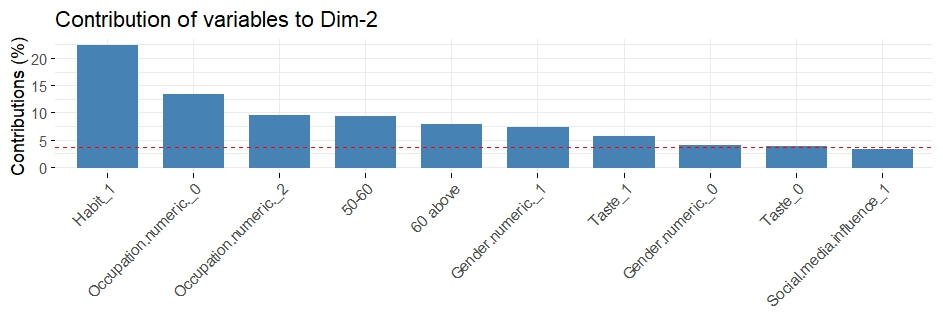 Contribution of variables to Dim-2
Contributions (%)
20
15
10
5
0
Habit_1
Occupation.numeric._0
Occupation.numeric._2
50-60
60 above
Gender.numeric._1
Taste_1
Gender.numeric._0
Taste_0
Social.media.influence_1